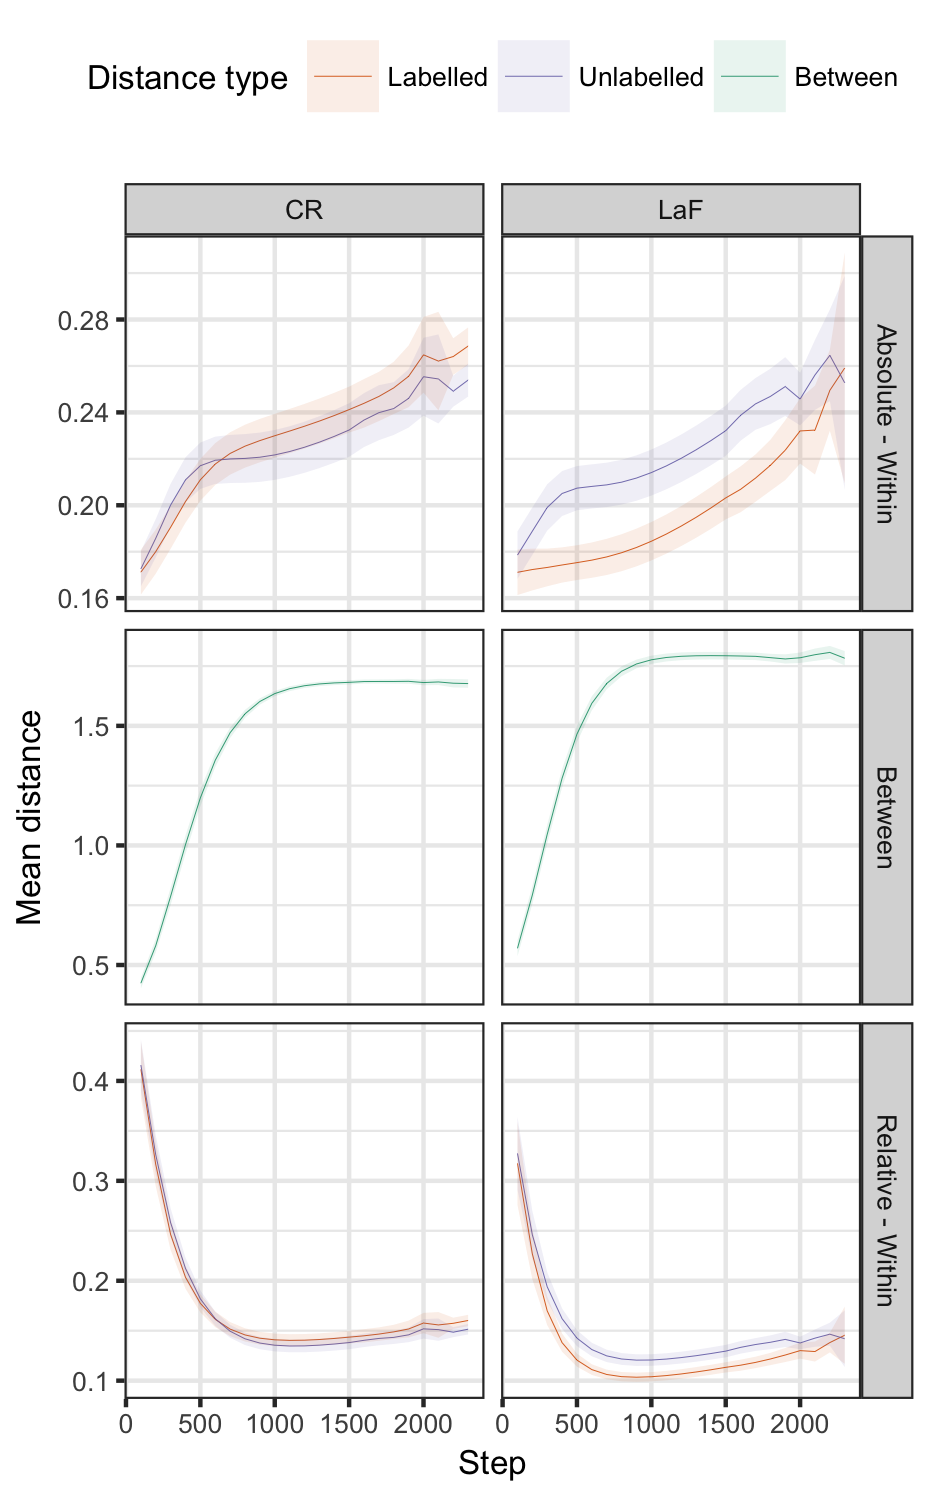 Distance type Labelled Unlabelled Between
CR LaF
0.28
0.24
0.20
0.16
Absolute - Within
Mean distance
1.5
1.0
0.5
Between
0.4
0.3
0.2
0.1
Relative - Within
0 500 1000 1500 2000 0 500 1000 1500 2000
Step